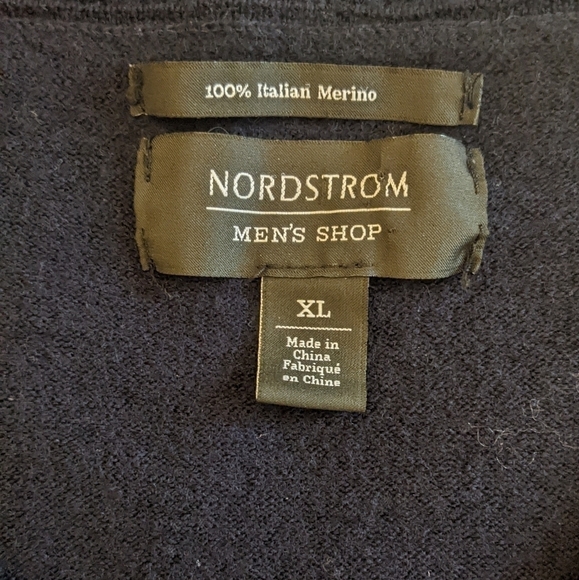 100% Italian Merino
NORDSTROM
MEN'S SHOP
XL
Made in
China
Fabriqué
en Chine